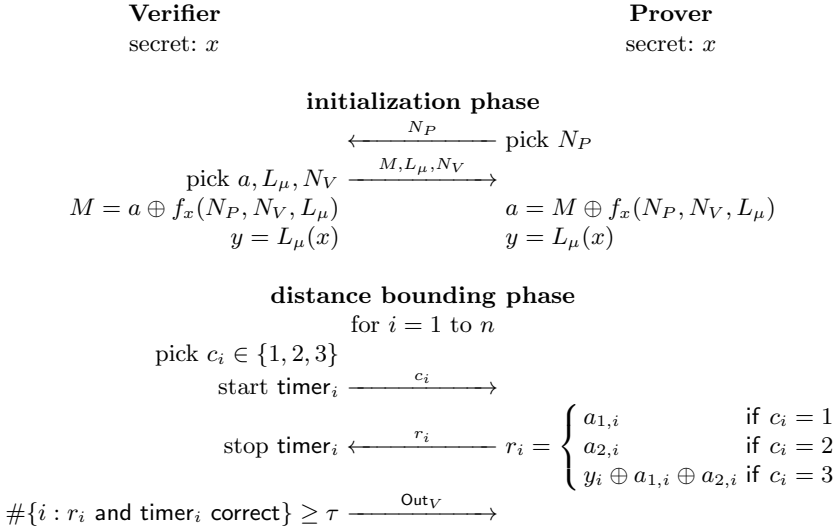 Verifier Prover
secret: x secret: x
initialization phase
N_P
pick N_P
pick a, L_μ, N_V M,L_μ,N_V
M = a ⊕ f_x(N_P, N_V, L_μ) a = M ⊕ f_x(N_P, N_V, L_μ)
y = L_μ(x) y = L_μ(x)
distance bounding phase
for i = 1 to n
pick c_i ∈ {1, 2, 3}
start timer_i c_i
stop timer_i r_i r_i = { a_{1,i} if c_i = 1
a_{2,i} if c_i = 2
y_i ⊕ a_{1,i} ⊕ a_{2,i} if c_i = 3
#{i : r_i and timer_i correct} ≥ τ Out_V